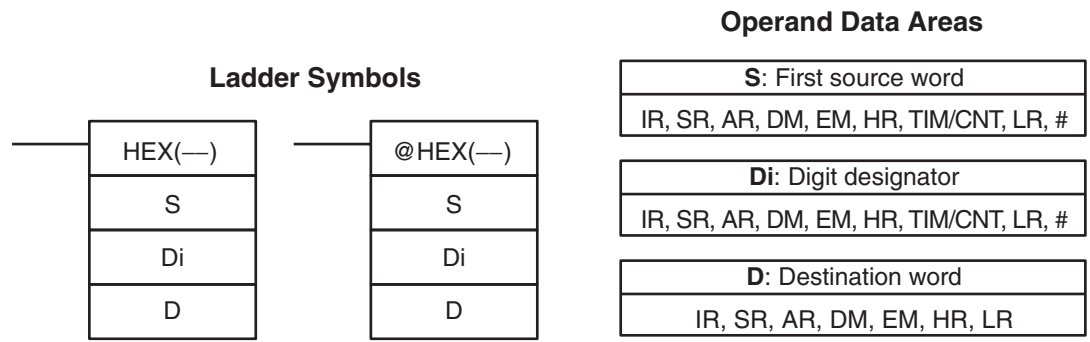 Ladder Symbols
HEX(––)
S
Di
D
@HEX(––)
S
Di
D
Operand Data Areas
S: First source word
IR, SR, AR, DM, EM, HR, TIM/CNT, LR, #
Di: Digit designator
IR, SR, AR, DM, EM, HR, TIM/CNT, LR, #
D: Destination word
IR, SR, AR, DM, EM, HR, LR